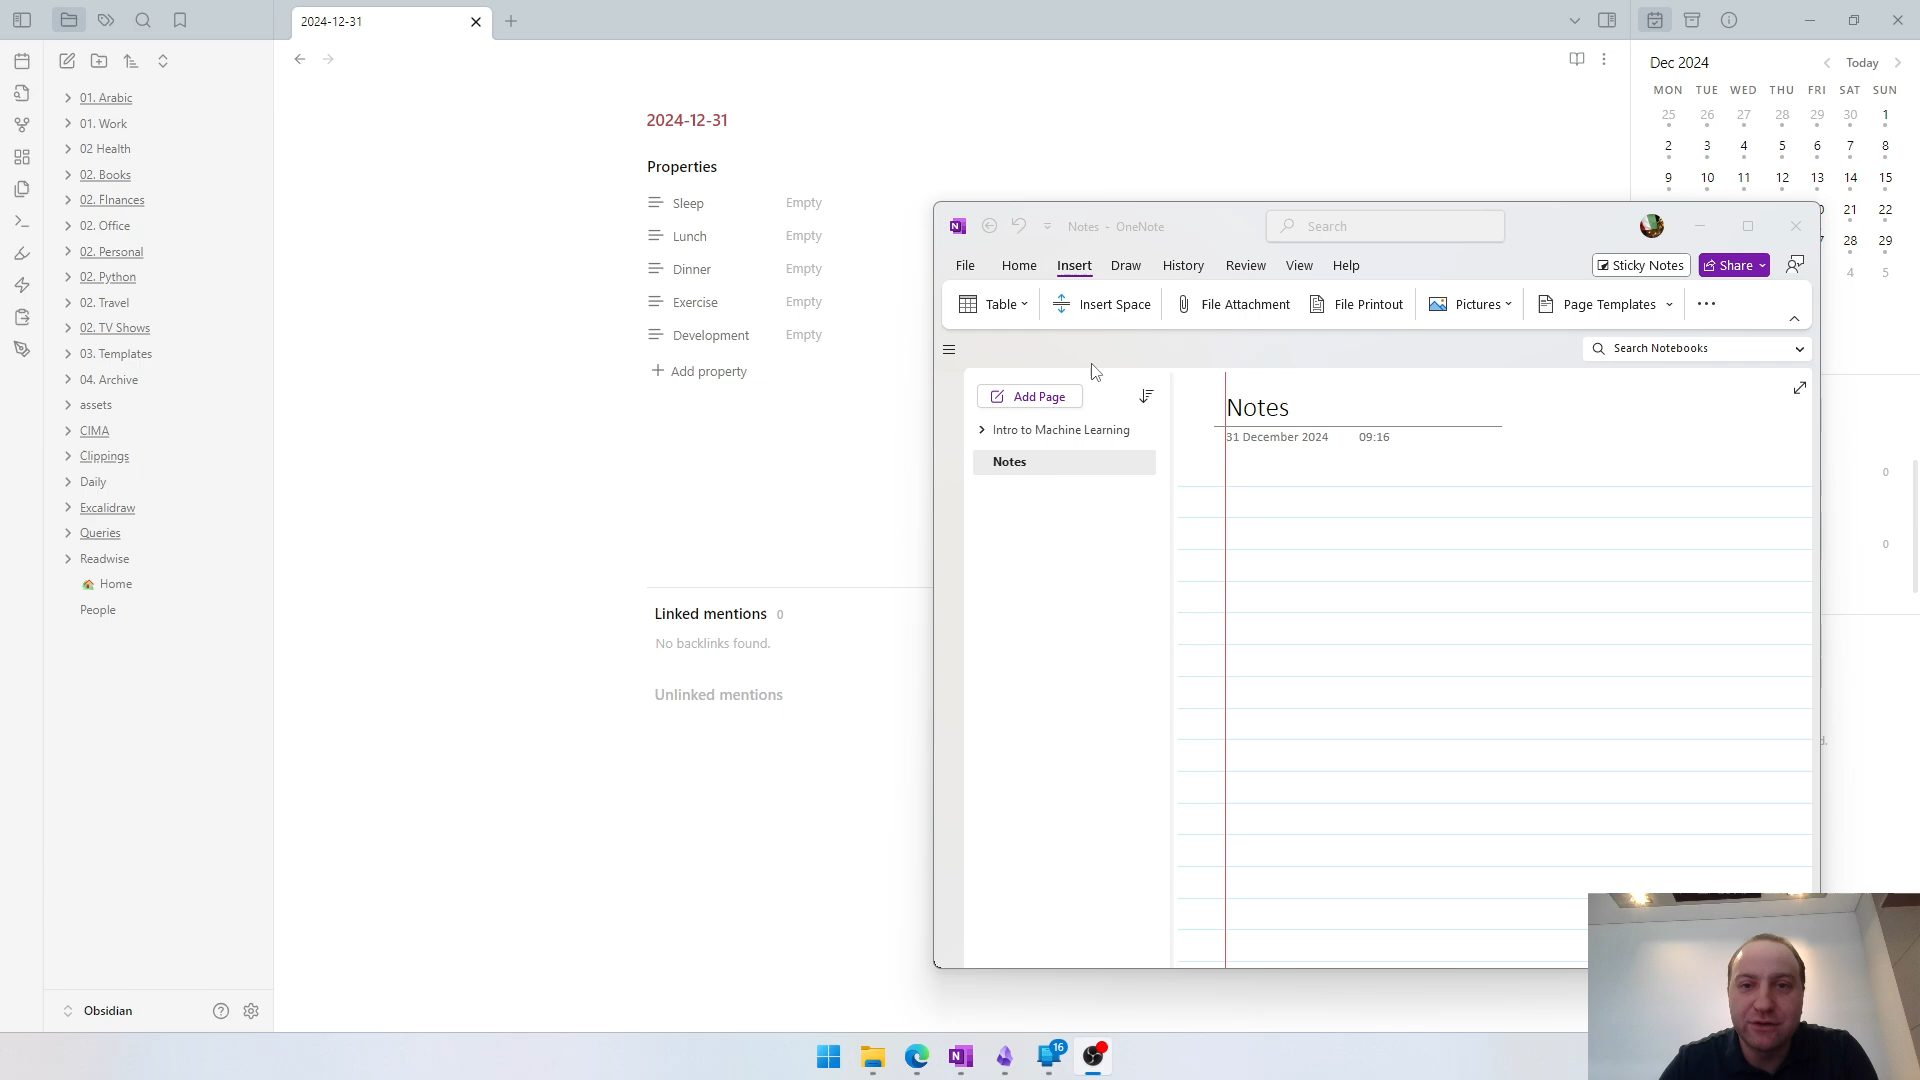 2024-12-31
01. Arabic
01. Work
02 Health
02. Books
02. FInances
02. Office
02. Personal
02. Python
02. Travel
02. TV Shows
03. Templates
04. Archive
assets
CIMA
Clippings
Daily
Excalidraw
Queries
Readwise
Home
People
Obsidian
2024-12-31
Properties
Sleep Empty
Lunch Empty
Dinner Empty
Exercise Empty
Development Empty
Add property
Linked mentions 0
No backlinks found.
Unlinked mentions
Dec 2024 Today
MON TUE WED THU FRI SAT SUN
25 26 27 28 29 30 1
2 3 4 5 6 7 8
9 10 11 12 13 14 15
21 22
28 29
4 5
0
0
d.
Notes - OneNote
Search
File Home Insert Draw History Review View Help
Sticky Notes Share
Table Insert Space File Attachment File Printout Pictures Page Templates
Search Notebooks
Add Page
Intro to Machine Learning
Notes
Notes
31 December 2024 09:16
16